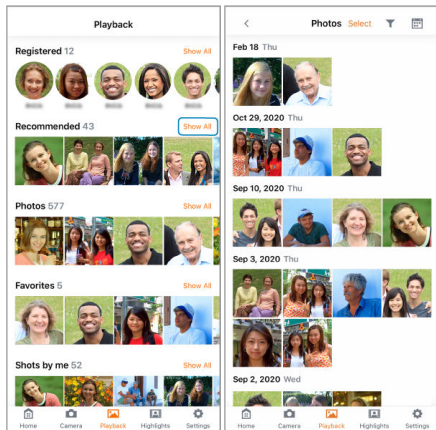 Playback
Registered 12 Show All
Recommended 43 Show All
Photos 577 Show All
Favorites 5 Show All
Shots by me 52 Show All
Home Camera Playback Highlights Settings
Photos Select
Feb 18 Thu
Oct 29, 2020 Thu
Sep 10, 2020 Thu
Sep 3, 2020 Thu
Sep 2, 2020 Wed
Home Camera Playback Highlights Settings